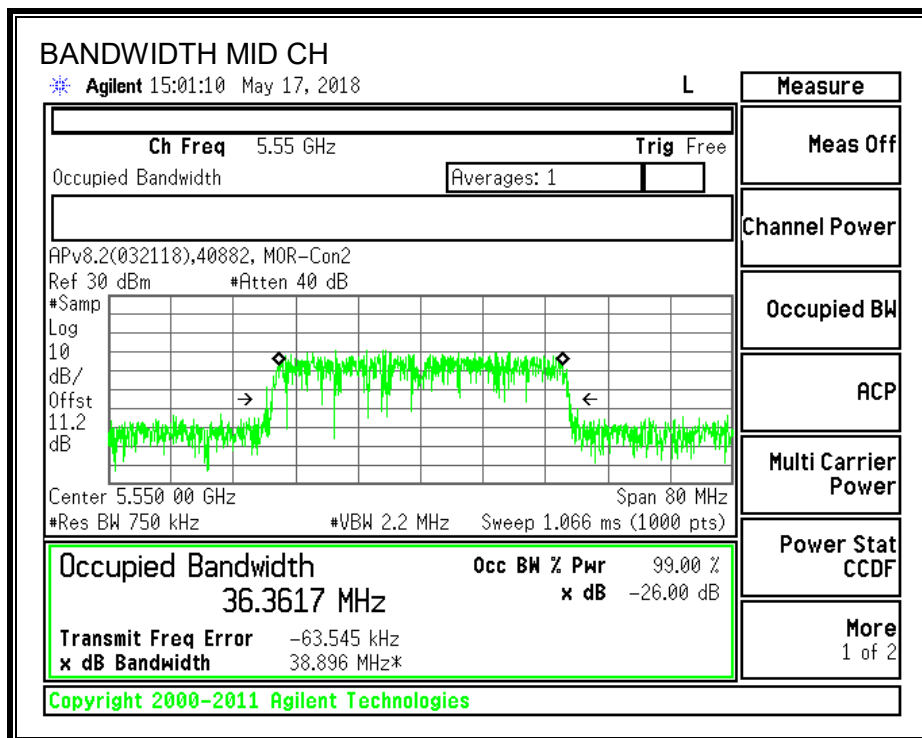 BANDWIDTH MID CH
Agilent 15:01:10 May 17, 2018 L
Measure
Ch Freq 5.55 GHz Trig Free
Meas Off
Occupied Bandwidth Averages: 1
Channel Power
APv8.2(032118),40882, MOR-Con2
Ref 30 dBm #Atten 40 dB
#Samp
Log
10
dB/
Offst
11.2
dB
Occupied BW
ACP
Center 5.550 00 GHz Span 80 MHz
#Res BW 750 kHz #VBW 2.2 MHz Sweep 1.066 ms (1000 pts)
Multi Carrier
Power
Occupied Bandwidth Occ BW % Pwr 99.00 %
36.3617 MHz x dB -26.00 dB
Power Stat
CCDF
Transmit Freq Error -63.545 kHz
x dB Bandwidth 38.896 MHz*
More
1 of 2
Copyright 2000-2011 Agilent Technologies